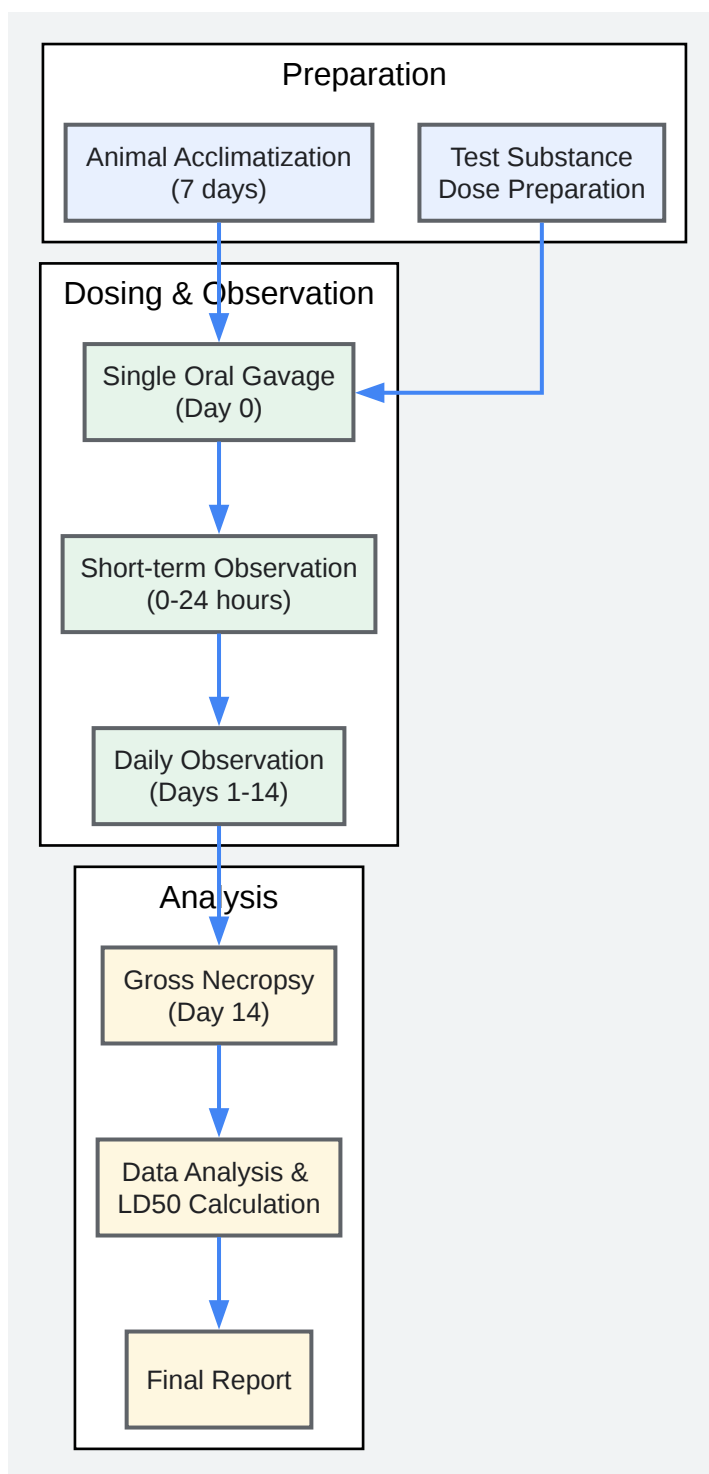 Preparation
Animal Acclimatization
(7 days)
Test Substance
Dose Preparation
Dosing & Observation
Single Oral Gavage
(Day 0)
Short-term Observation
(0-24 hours)
Daily Observation
(Days 1-14)
Analysis
Gross Necropsy
(Day 14)
Data Analysis &
LD50 Calculation
Final Report